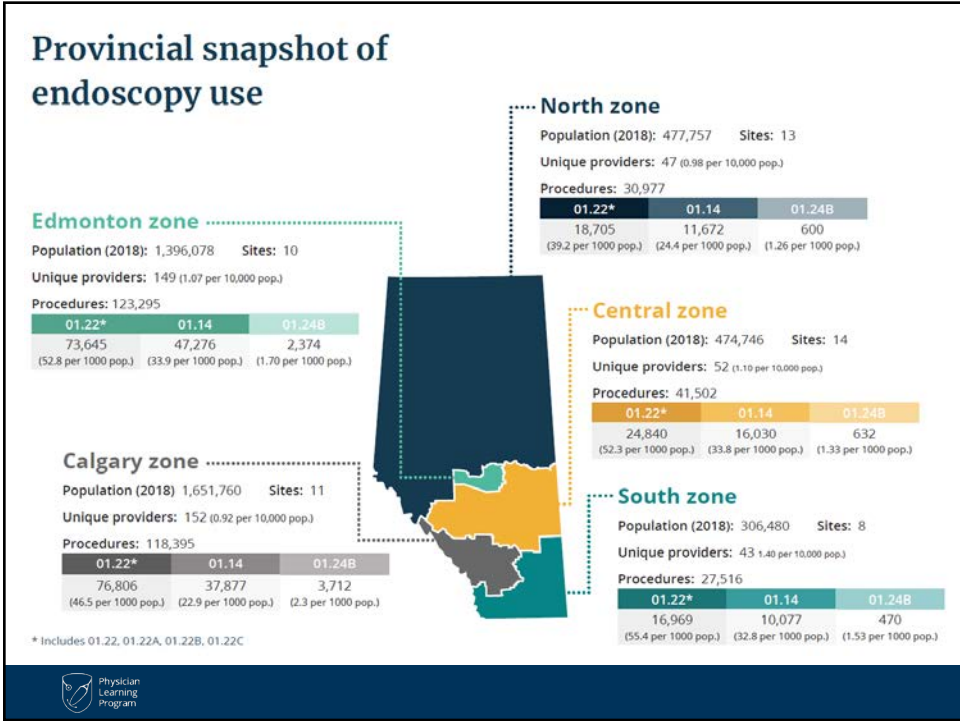 Provincial snapshot of
endoscopy use
North zone
Population (2018): 477,757 Sites: 13
Unique providers: 47 (0.98 per 10,000 pop.)
Procedures: 30,977
01.22* 01.14 01.24B
18,705 11,672 600
(39.2 per 1000 pop.) (24.4 per 1000 pop.) (1.26 per 1000 pop.)
Edmonton zone
Population (2018): 1,396,078 Sites: 10
Unique providers: 149 (1.07 per 10,000 pop.)
Procedures: 123,295
01.22* 01.14 01.24B
73,645 47,276 2,374
(52.8 per 1000 pop.) (33.9 per 1000 pop.) (1.70 per 1000 pop.)
Central zone
Population (2018): 474,746 Sites: 14
Unique providers: 52 (1.10 per 10,000 pop.)
Procedures: 41,502
01.22* 01.14 01.24B
24,840 16,030 632
(52.3 per 1000 pop.) (33.8 per 1000 pop.) (1.33 per 1000 pop.)
Calgary zone
Population (2018) 1,651,760 Sites: 11
Unique providers: 152 (0.92 per 10,000 pop.)
Procedures: 118,395
01.22* 01.14 01.24B
76,806 37,877 3,712
(46.5 per 1000 pop.) (22.9 per 1000 pop.) (2.3 per 1000 pop.)
South zone
Population (2018): 306,480 Sites: 8
Unique providers: 43 1.40 per 10,000 pop.)
Procedures: 27,516
01.22* 01.14 01.24B
16,969 10,077 470
(55.4 per 1000 pop.) (32.8 per 1000 pop.) (1.53 per 1000 pop.)
* Includes 01.22, 01.22A, 01.22B, 01.22C
Physician
Learning
Program